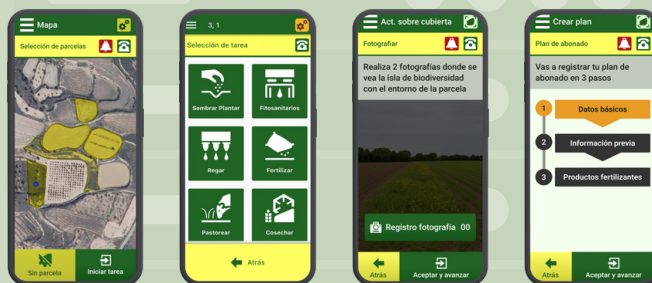 Mapa
Selección de parcelas
Sin parcela
Iniciar tarea
3, 1
Selección de tarea
Sembrar Plantar
Fitosanitarios
Regar
Fertilizar
Pastorear
Cosechar
Atrás
Act. sobre cubierta
Fotografiar
Realiza 2 fotografías donde se
vea la isla de biodiversidad
con el entorno de la parcela
Registro fotografía 00
Atrás
Aceptar y avanzar
Crear plan
Plan de abonado
Vas a registrar tu plan de
abonado en 3 pasos
1 Datos básicos
2 Información previa
3 Productos fertilizantes
Atrás
Aceptar y avanzar